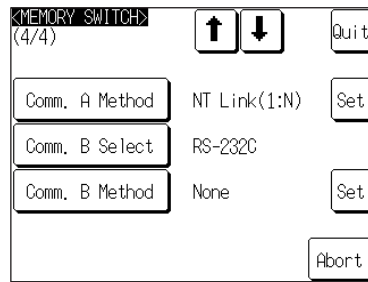 <MEMORY SWITCH>
(4/4) Quit
Comm. A Method NT Link(1:N) Set
Comm. B Select RS-232C
Comm. B Method None Set
Abort